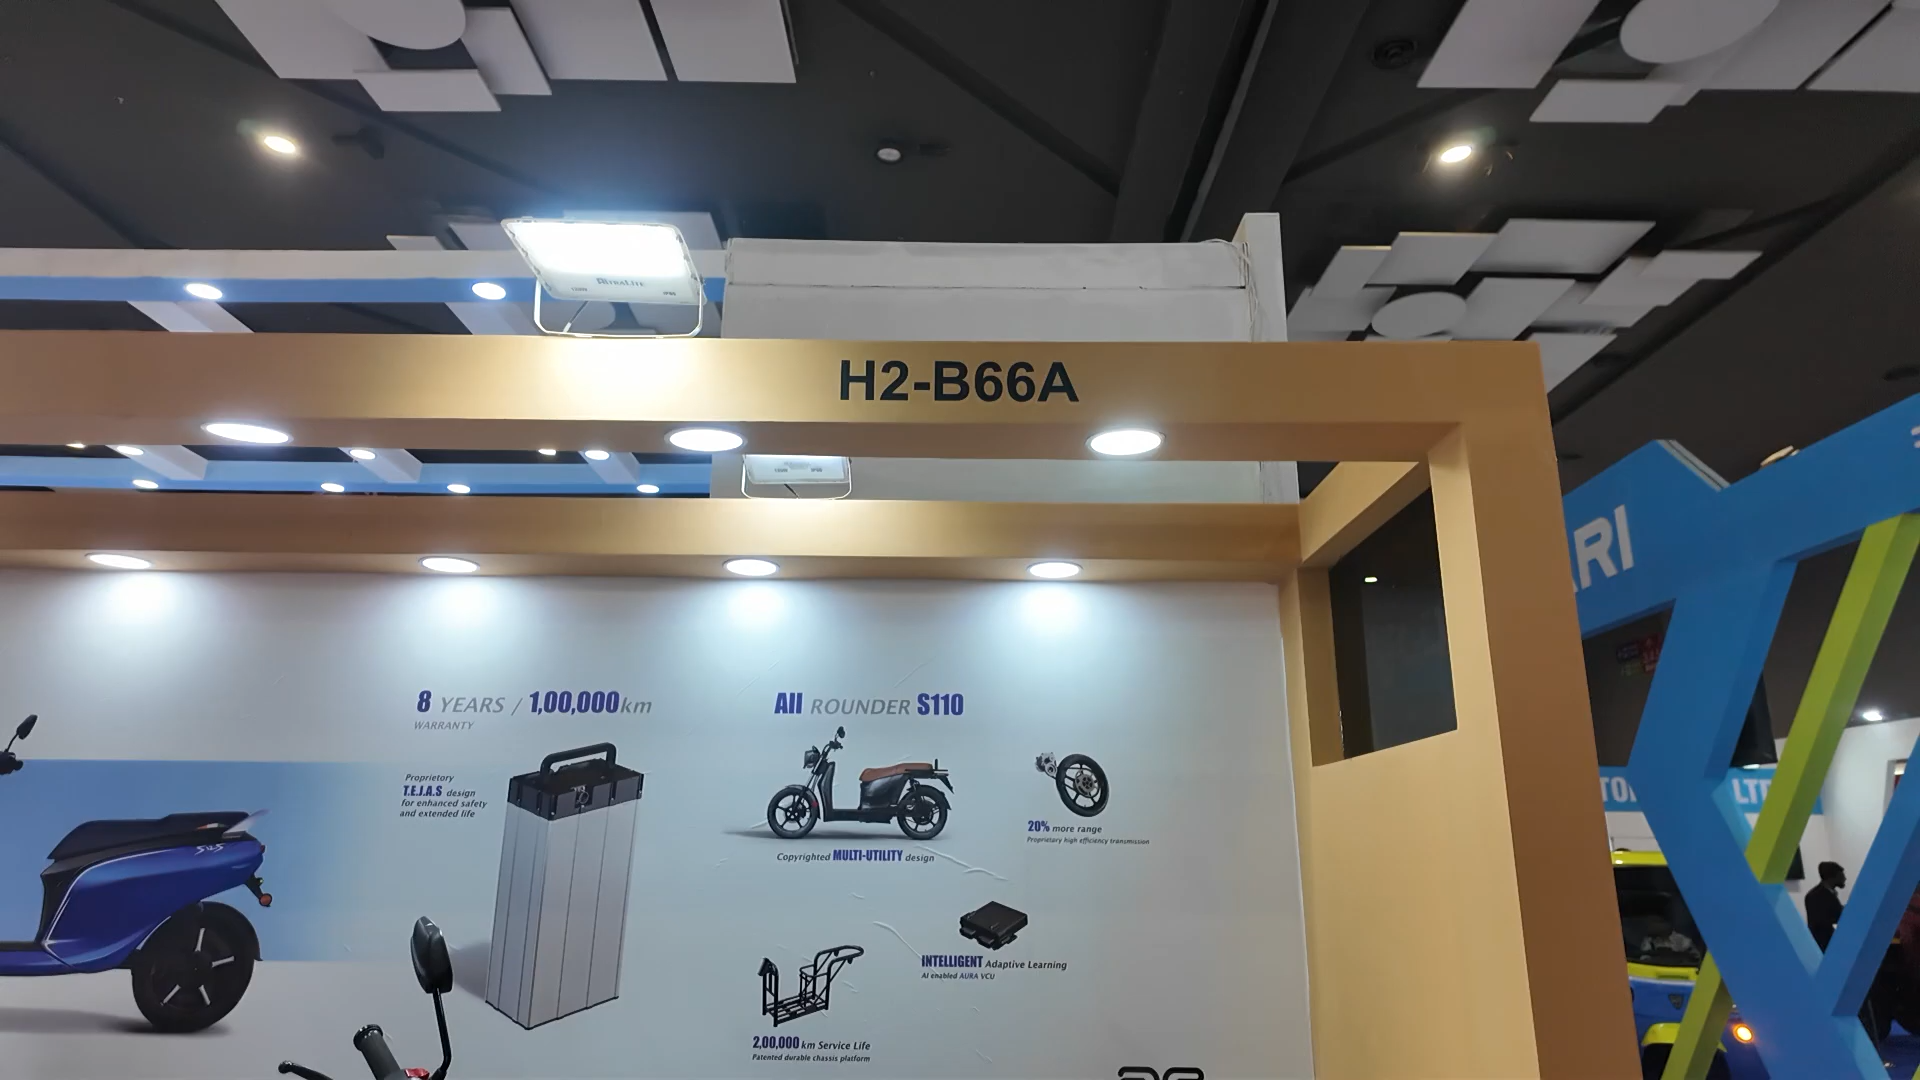 H2-B66A
ARI
8 YEARS / 1,00,000 km
WARRANTY
Proprietary
T.E.J.A.S design
for enhanced safety
and extended life
All ROUNDER S110
Copyrighted MULTI-UTILITY design
20% more range
Proprietary high efficiency transmission
INTELLIGENT Adaptive Learning
AI enabled AURA VCU
2,00,000 km Service Life
Patented durable chassis platform